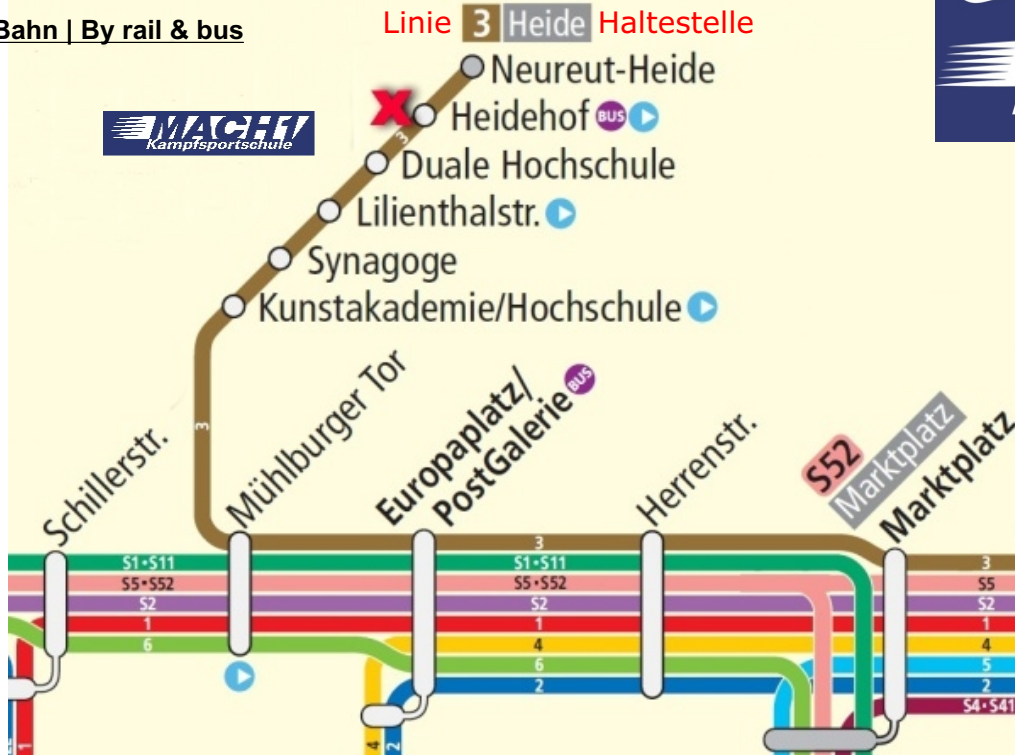 Bahn | By rail & bus
Linie 3 Heide Haltestelle
Neureut-Heide
MACH1
Kampfsportschule
X
Heidehof BUS
3
Duale Hochschule
Lilienthalstr.
Synagoge
Kunstakademie/Hochschule
3
Schillerstr.
Mühlburger Tor
Europaplatz/
PostGalerie BUS
Herrenstr.
S52
Marktplatz
Marktplatz
3
S1•S11 S1•S11 3
S5•S52 S5•S52 S5
S2 S2 S2
1 1 1
6 4 4
6 5
2 2
S4•S41
1
4 2